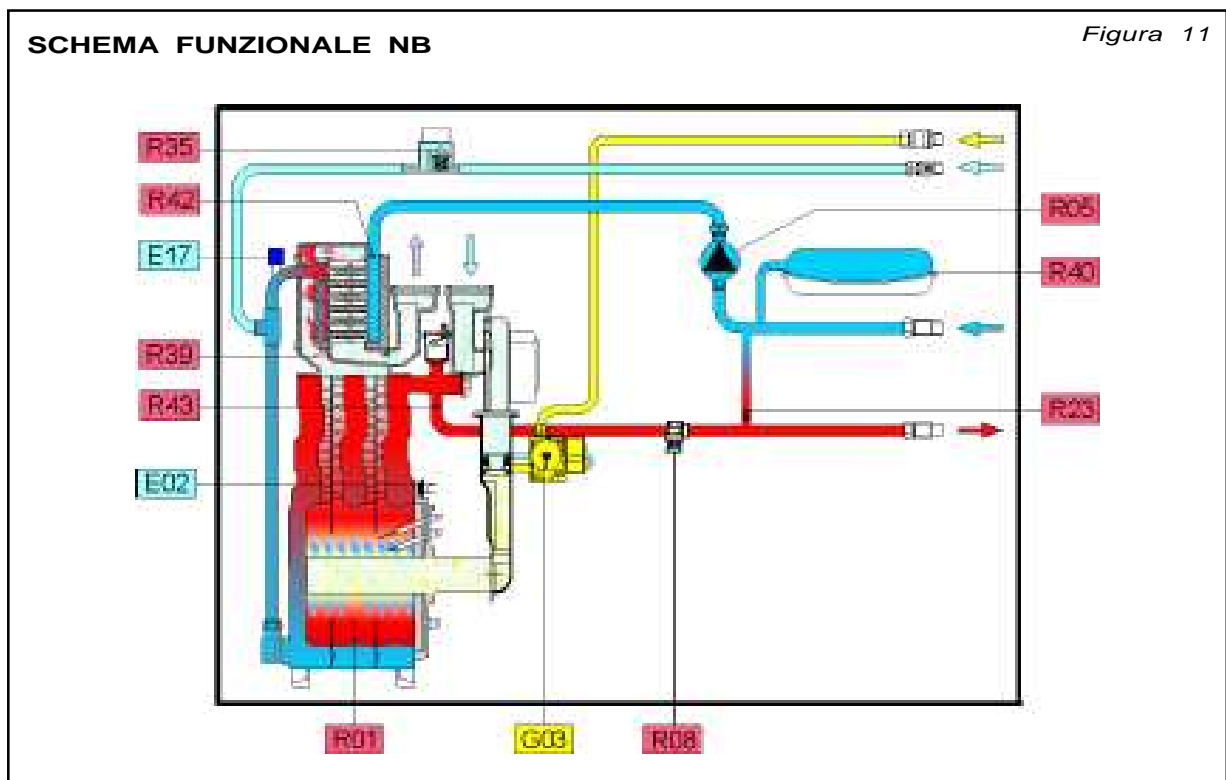 SCHEMA FUNZIONALE NB
Figura 11
R35
R42
E17
R39
R43
E02
R05
R40
R23
R01
G03
R08